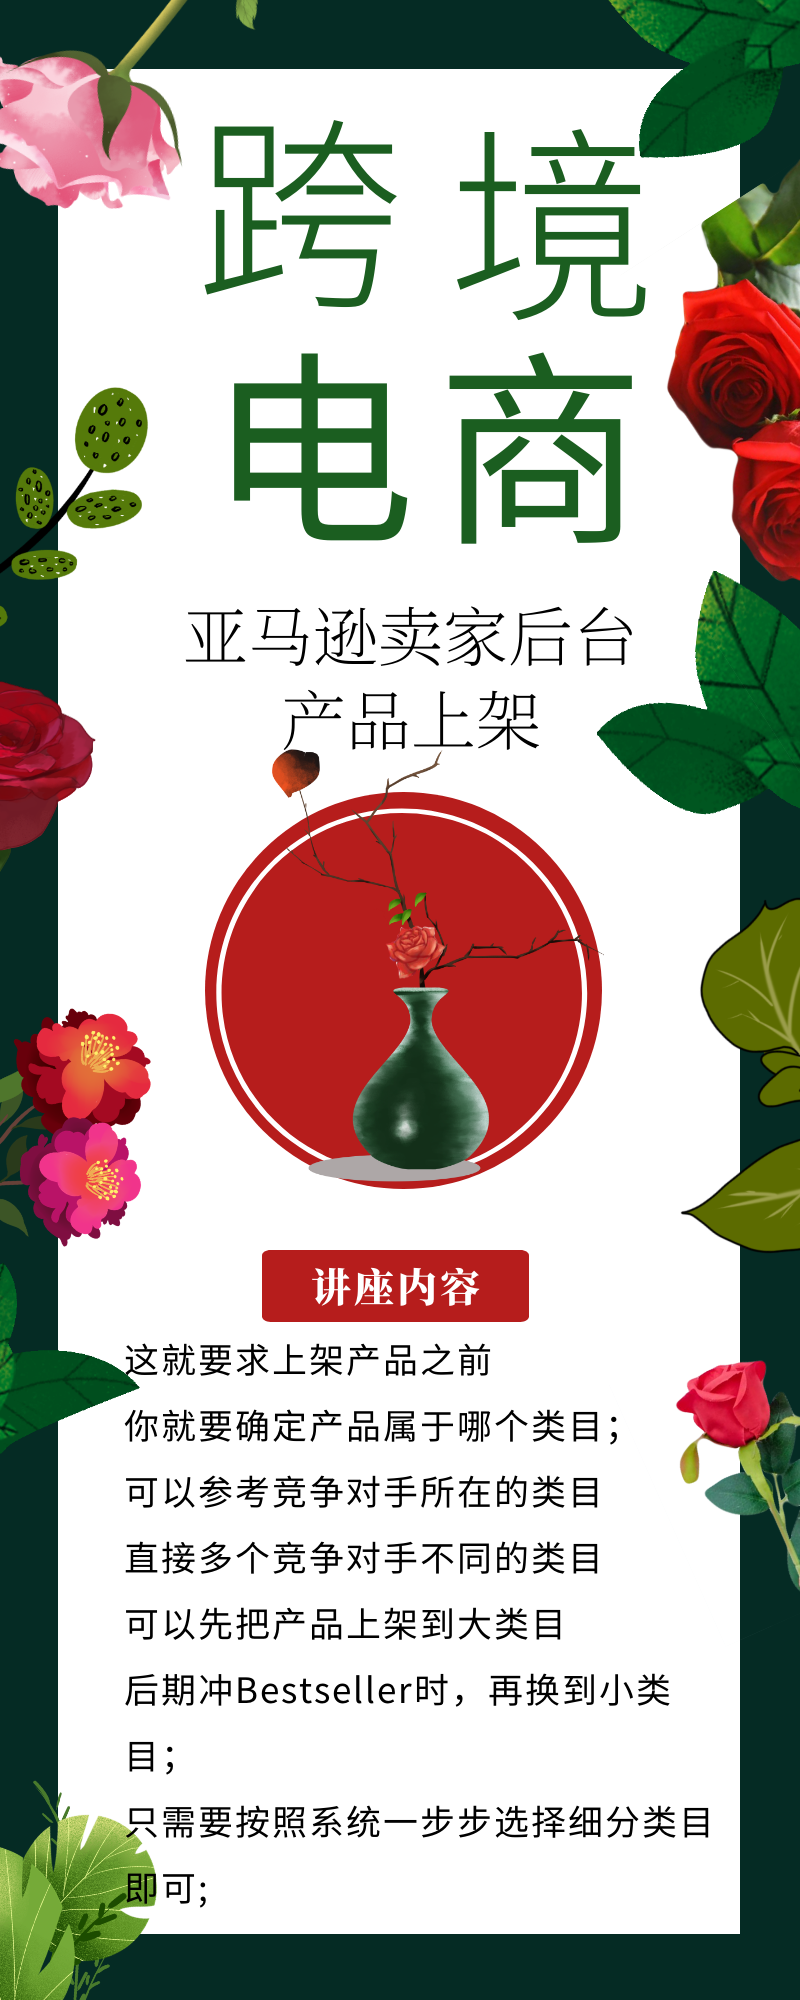 跨境
电商
亚马逊卖家后台
产品上架
讲座内容
这就要求上架产品之前
你就要确定产品属于哪个类目；
可以参考竞争对手所在的类目
直接多个竞争对手不同的类目
可以先把产品上架到大类目
后期冲Bestseller时，再换到小类
目；
只需要按照系统一步步选择细分类目
即可;